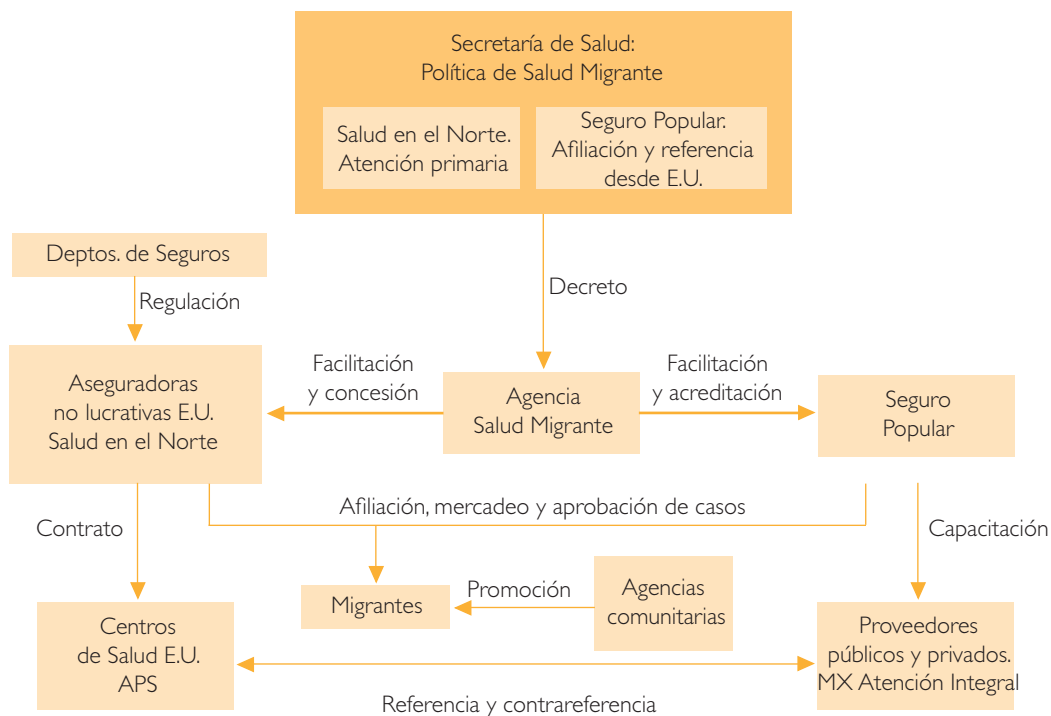 Secretaría de Salud:
Política de Salud Migrante
Salud en el Norte.
Atención primaria
Seguro Popular.
Afiliación y referencia
desde E.U.
Deptos. de Seguros
Regulación
Decreto
Aseguradoras
no lucrativas E.U.
Salud en el Norte
Facilitación
y concesión
Agencia
Salud Migrante
Facilitación
y acreditación
Seguro
Popular
Contrato
Afiliación, mercadeo y aprobación de casos
Capacitación
Migrantes
Promoción
Agencias
comunitarias
Centros
de Salud E.U.
APS
Proveedores
públicos y privados.
MX Atención Integral
Referencia y contrareferencia